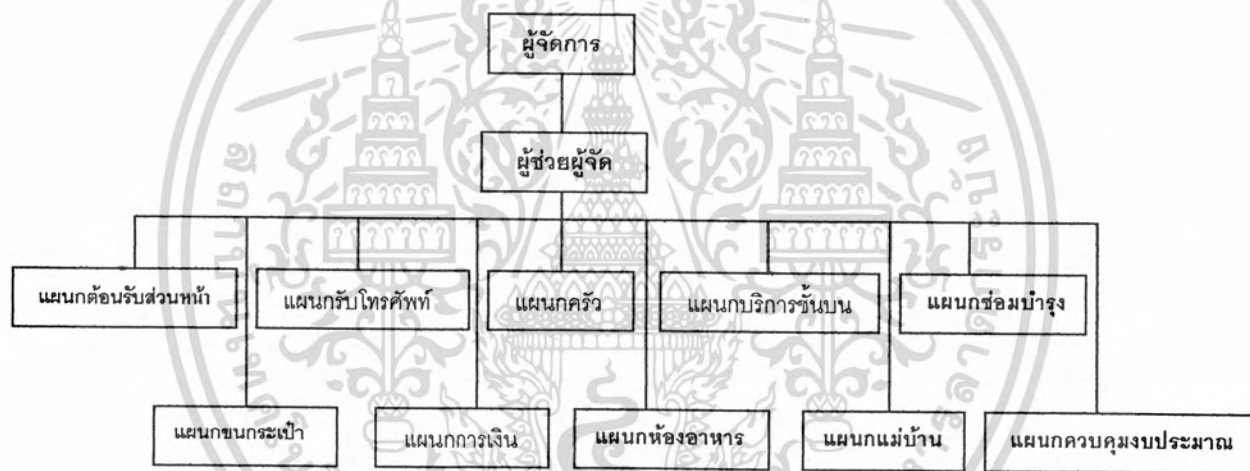 ผู้จัดการ
ผู้ช่วยผู้จัด
แผนกต้อนรับส่วนหน้า
แผนกรับโทรศัพท์
แผนกครัว
แผนกบริการชั้นบน
แผนกซ่อมบำรุง
แผนกขนกระเป๋า
แผนกการเงิน
แผนกห้องอาหาร
แผนกแม่บ้าน
แผนกควบคุมงบประมาณ